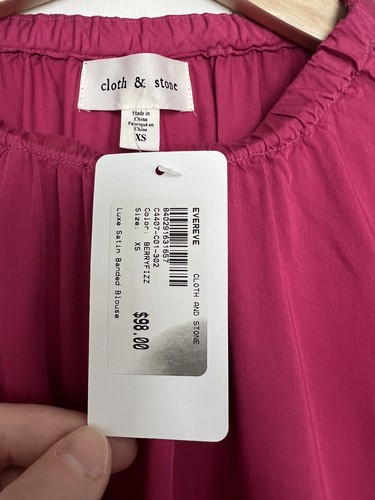 cloth & stone
Made in
China
Fabriqué en
Chine
XS
EVEREVE
CLOTH AND STONE
840291631657
C4407-C01-302
Color: BERRYFIZZ
Size: XS
$98.00
Luxe Satin Banded Blouse